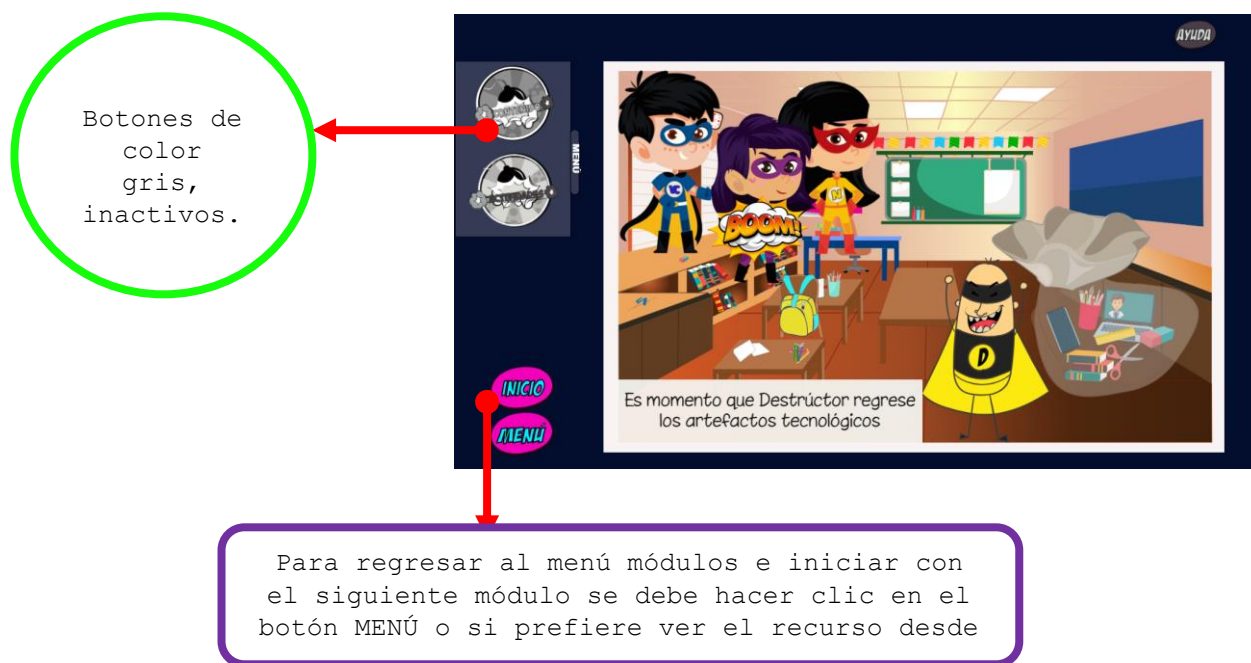 AYUDA
Botones de
color
gris,
inactivos.
MENÚ
BOOM!
N
D
INICIO
MENÚ
Es momento que Destrúctor regrese
los artefactos tecnológicos
Para regresar al menú módulos e iniciar con
el siguiente módulo se debe hacer clic en el
botón MENÚ o si prefiere ver el recurso desde